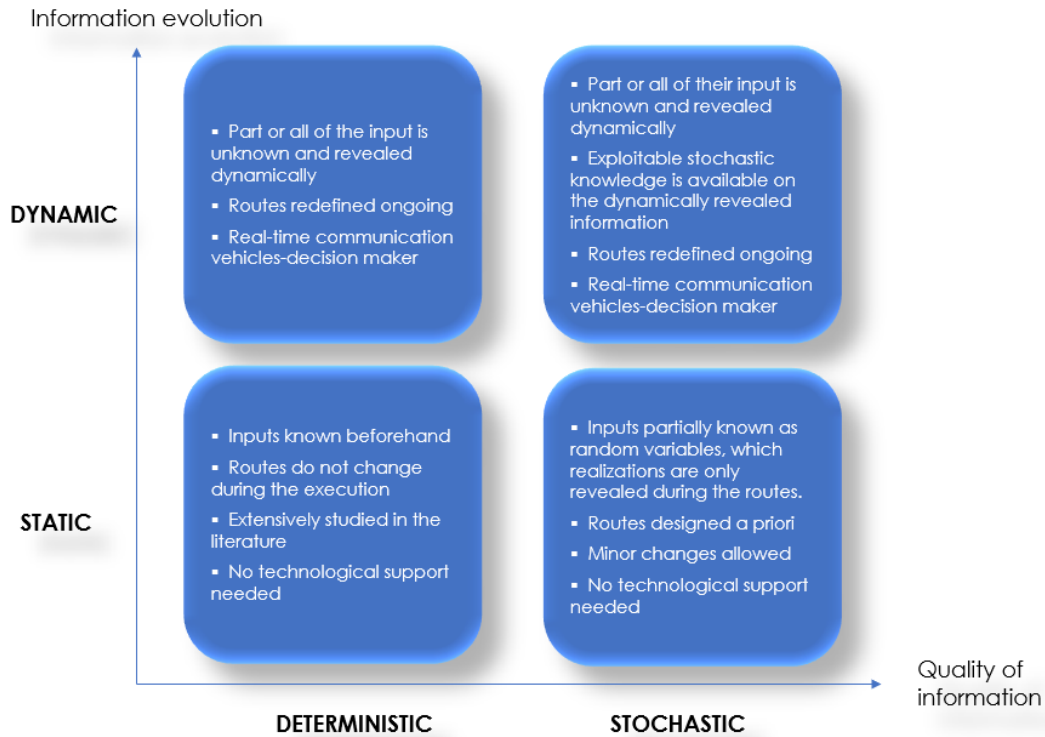 Information evolution
▪ Part or all of the input is
unknown and revealed
dynamically
▪ Routes redefined ongoing
▪ Real-time communication
vehicles-decision maker
▪ Part or all of their input is
unknown and revealed
dynamically
▪ Exploitable stochastic
knowledge is available on
the dynamically revealed
information
▪ Routes redefined ongoing
▪ Real-time communication
vehicles-decision maker
DYNAMIC
▪ Inputs known beforehand
▪ Routes do not change
during the execution
▪ Extensively studied in the
literature
▪ No technological support
needed
▪ Inputs partially known as
random variables, which
realizations are only
revealed during the routes.
▪ Routes designed a priori
▪ Minor changes allowed
▪ No technological support
needed
STATIC
Quality of
information
DETERMINISTIC
STOCHASTIC